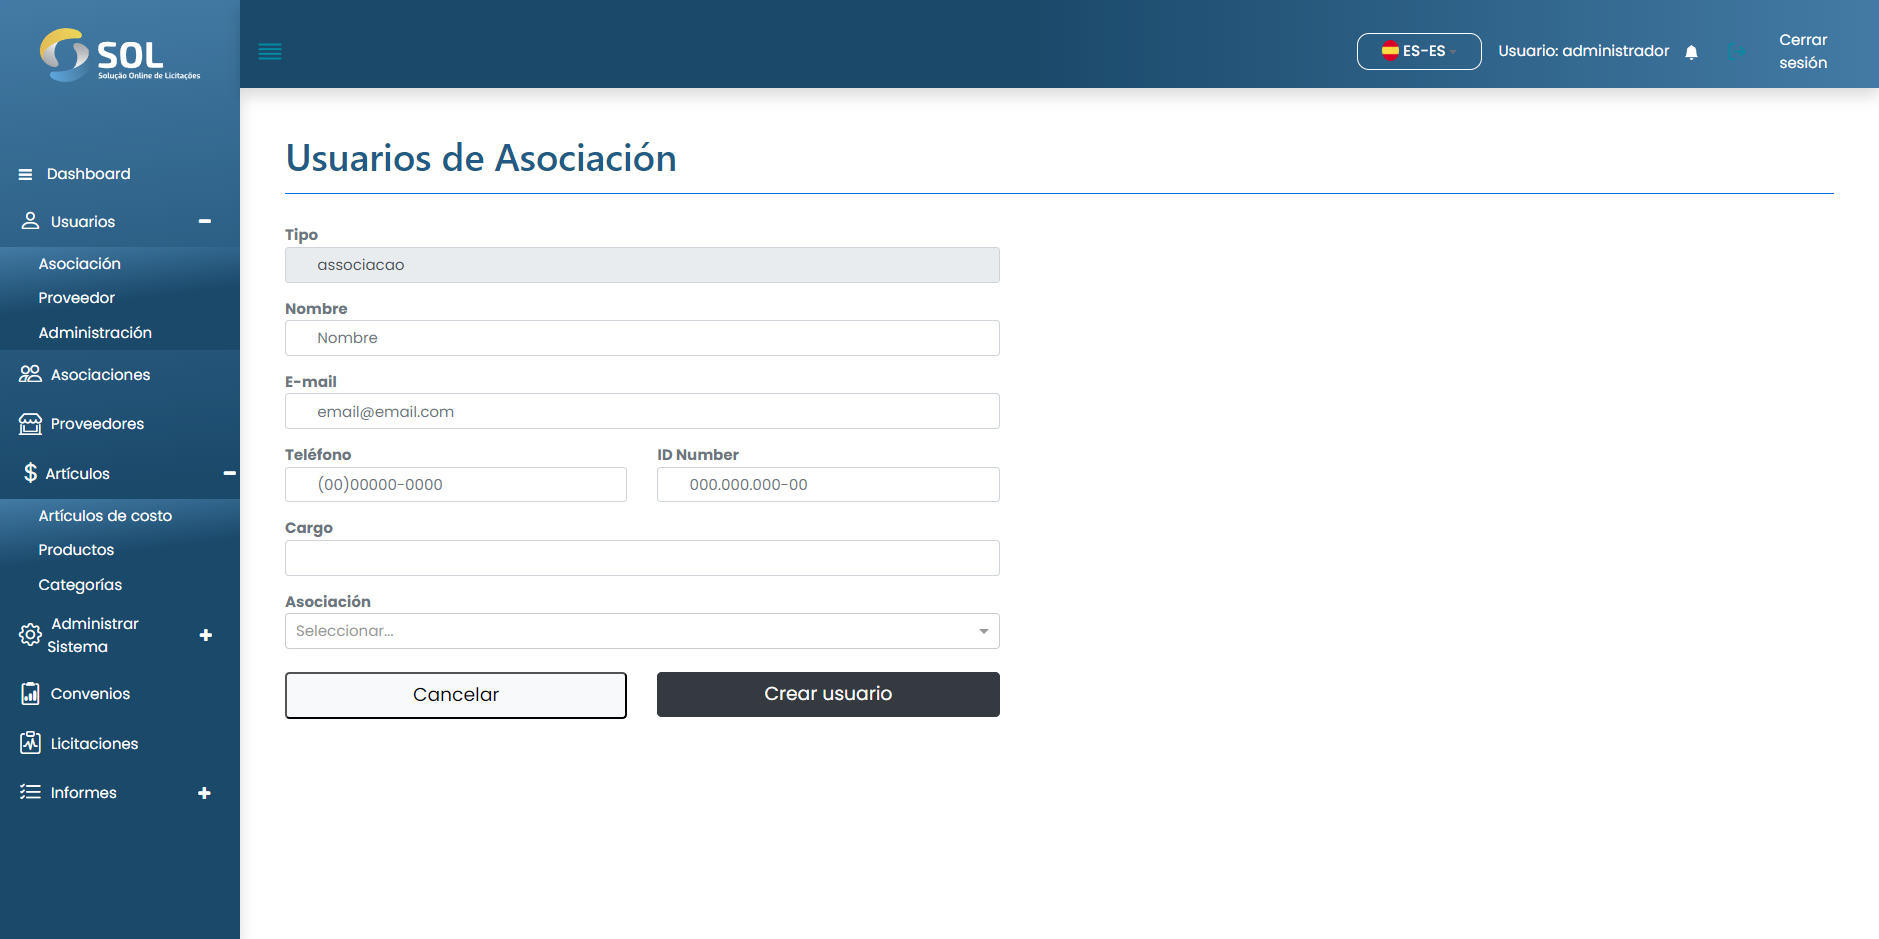 SOL
Solução Online de Licitações
ES-ES
Usuario: administrador
Cerrar
sesión
Dashboard
Usuarios
Asociación
Proveedor
Administración
Asociaciones
Proveedores
Artículos
Artículos de costo
Productos
Categorías
Administrar
Sistema
Convenios
Licitaciones
Informes
Usuarios de Asociación
Tipo
associacao
Nombre
Nombre
E-mail
email@email.com
Teléfono
(00)00000-0000
ID Number
000.000.000-00
Cargo
Asociación
Seleccionar...
Cancelar
Crear usuario